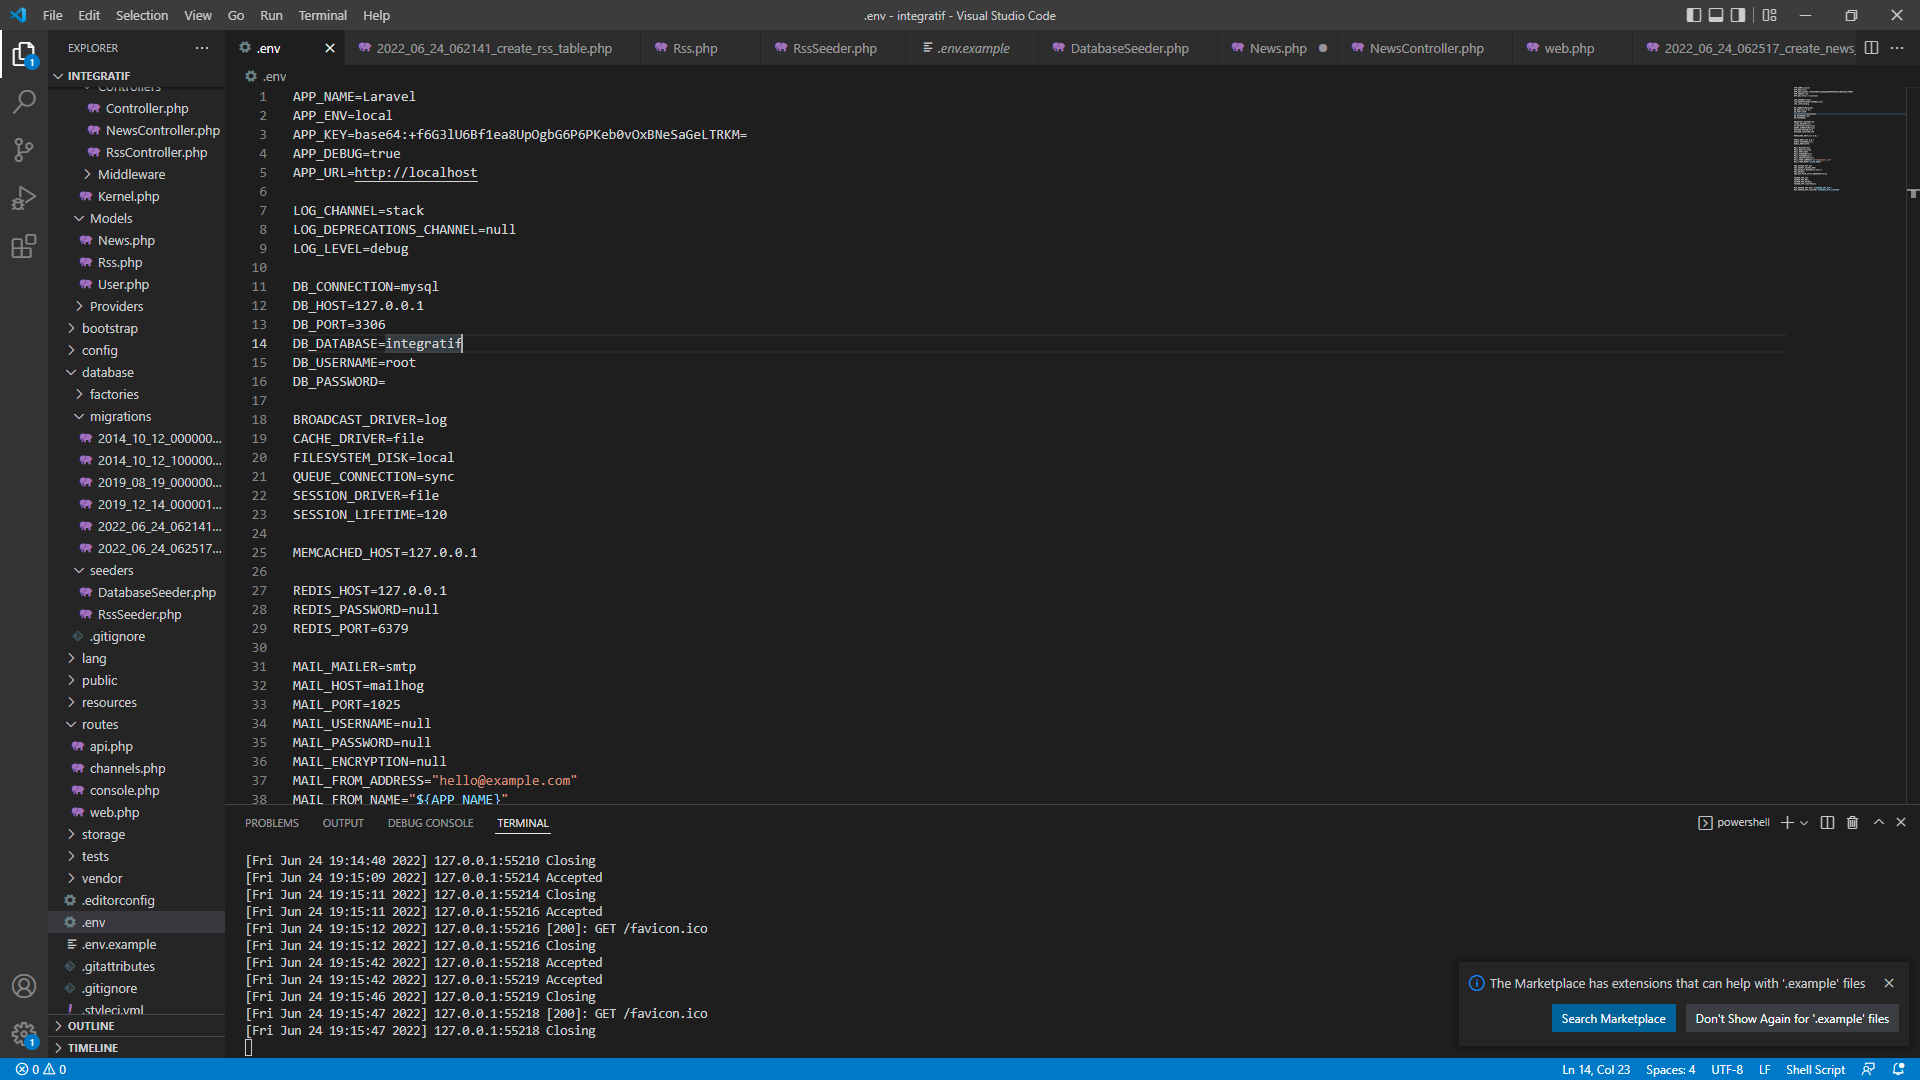 File Edit Selection View Go Run Terminal Help
.env - integratif - Visual Studio Code
EXPLORER
.env
2022_06_24_062141_create_rss_table.php
Rss.php
RssSeeder.php
.env.example
DatabaseSeeder.php
News.php
NewsController.php
web.php
2022_06_24_062517_create_news_
1
INTEGRATIF
Controllers
Controller.php
NewsController.php
RssController.php
Middleware
Kernel.php
Models
News.php
Rss.php
User.php
Providers
bootstrap
config
database
factories
migrations
2014_10_12_000000...
2014_10_12_100000...
2019_08_19_000000...
2019_12_14_000001...
2022_06_24_062141...
2022_06_24_062517...
seeders
DatabaseSeeder.php
RssSeeder.php
.gitignore
lang
public
resources
routes
api.php
channels.php
console.php
web.php
storage
tests
vendor
.editorconfig
.env
.env.example
.gitattributes
.gitignore
.styleci.yml
OUTLINE
TIMELINE
1
.env
1 APP_NAME=Laravel
2 APP_ENV=local
3 APP_KEY=base64:+f6G3lU6Bf1ea8UpOgbG6P6PKeb0vOxBNeSaGeLTRKM=
4 APP_DEBUG=true
5 APP_URL=http://localhost
6
7 LOG_CHANNEL=stack
8 LOG_DEPRECATIONS_CHANNEL=null
9 LOG_LEVEL=debug
10
11 DB_CONNECTION=mysql
12 DB_HOST=127.0.0.1
13 DB_PORT=3306
14 DB_DATABASE=integratif
15 DB_USERNAME=root
16 DB_PASSWORD=
17
18 BROADCAST_DRIVER=log
19 CACHE_DRIVER=file
20 FILESYSTEM_DISK=local
21 QUEUE_CONNECTION=sync
22 SESSION_DRIVER=file
23 SESSION_LIFETIME=120
24
25 MEMCACHED_HOST=127.0.0.1
26
27 REDIS_HOST=127.0.0.1
28 REDIS_PASSWORD=null
29 REDIS_PORT=6379
30
31 MAIL_MAILER=smtp
32 MAIL_HOST=mailhog
33 MAIL_PORT=1025
34 MAIL_USERNAME=null
35 MAIL_PASSWORD=null
36 MAIL_ENCRYPTION=null
37 MAIL_FROM_ADDRESS="hello@example.com"
38 MAIL_FROM_NAME="${APP_NAME}"
PROBLEMS OUTPUT DEBUG CONSOLE TERMINAL
powershell
[Fri Jun 24 19:14:40 2022] 127.0.0.1:55210 Closing
[Fri Jun 24 19:15:09 2022] 127.0.0.1:55214 Accepted
[Fri Jun 24 19:15:11 2022] 127.0.0.1:55214 Closing
[Fri Jun 24 19:15:11 2022] 127.0.0.1:55216 Accepted
[Fri Jun 24 19:15:12 2022] 127.0.0.1:55216 [200]: GET /favicon.ico
[Fri Jun 24 19:15:12 2022] 127.0.0.1:55216 Closing
[Fri Jun 24 19:15:42 2022] 127.0.0.1:55218 Accepted
[Fri Jun 24 19:15:42 2022] 127.0.0.1:55219 Accepted
[Fri Jun 24 19:15:46 2022] 127.0.0.1:55219 Closing
[Fri Jun 24 19:15:47 2022] 127.0.0.1:55218 [200]: GET /favicon.ico
[Fri Jun 24 19:15:47 2022] 127.0.0.1:55218 Closing
The Marketplace has extensions that can help with '.example' files
Search Marketplace
Don't Show Again for '.example' files
0 0
Ln 14, Col 23 Spaces: 4 UTF-8 LF Shell Script